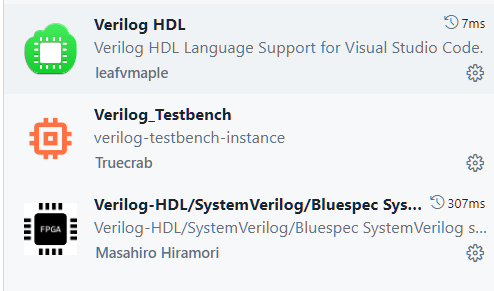 Verilog HDL
7ms
Verilog HDL Language Support for Visual Studio Code.
leafvmaple
Verilog_Testbench
verilog-testbench-instance
Truecrab
Verilog-HDL/SystemVerilog/Bluespec Sys...
307ms
FPGA
Verilog-HDL/SystemVerilog/Bluespec SystemVerilog s...
Masahiro Hiramori